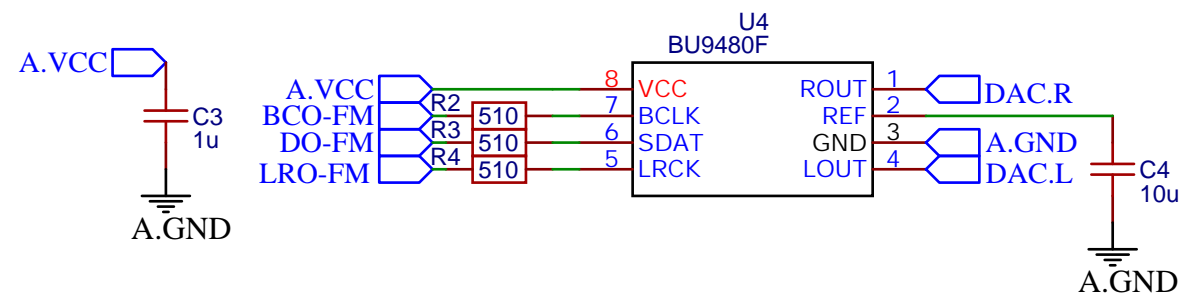 U4
BU9480F
A.VCC
C3
1u
A.GND
A.VCC 8 VCC ROUT 1 DAC.R
BCO-FM R2 510 7 BCLK REF 2
DO-FM R3 510 6 SDAT GND 3 A.GND
LRO-FM R4 510 5 LRCK LOUT 4 DAC.L
C4
10u
A.GND